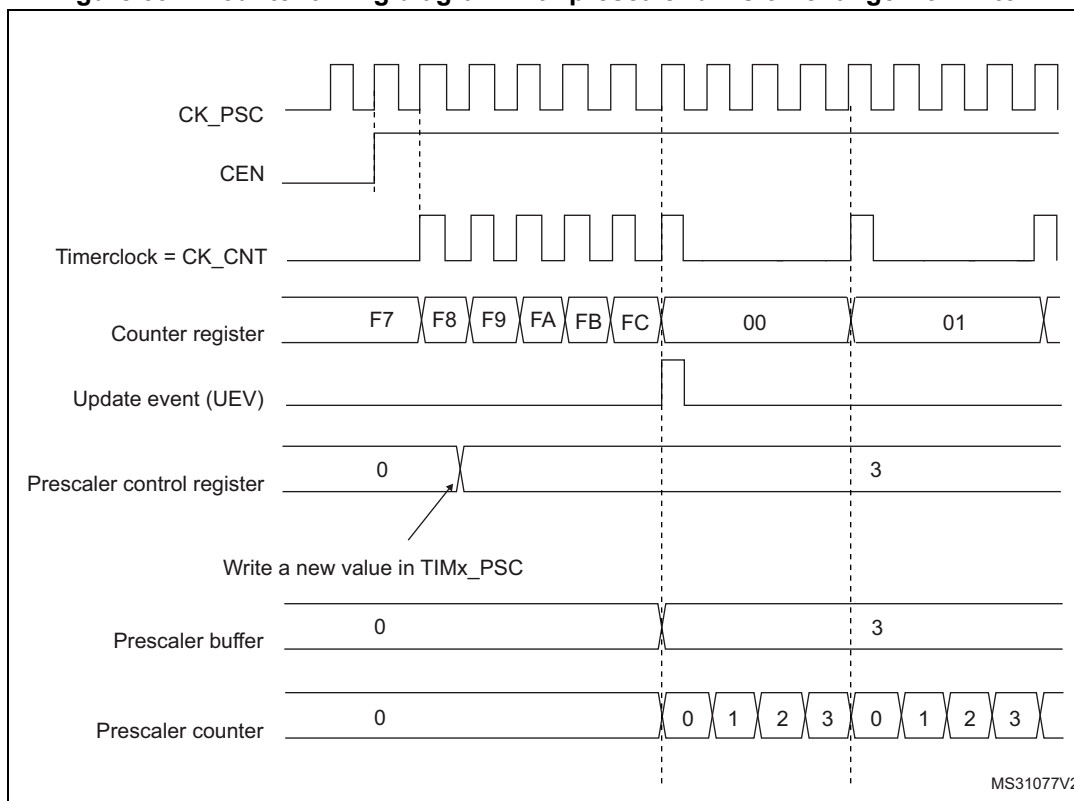 CK_PSC
CEN
Timerclock = CK_CNT
Counter register
F7 F8 F9 FA FB FC 00 01
Update event (UEV)
Prescaler control register
0 3
Write a new value in TIMx_PSC
Prescaler buffer
0 3
Prescaler counter
0 0 1 2 3 0 1 2 3
MS31077V2